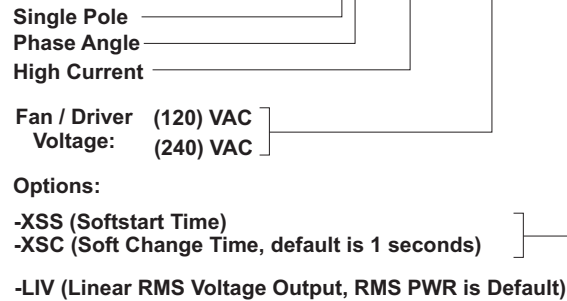 Single Pole
Phase Angle
High Current
Fan / Driver (120) VAC
Voltage: (240) VAC
Options:
-XSS (Softstart Time)
-XSC (Soft Change Time, default is 1 seconds)
-LIV (Linear RMS Voltage Output, RMS PWR is Default)